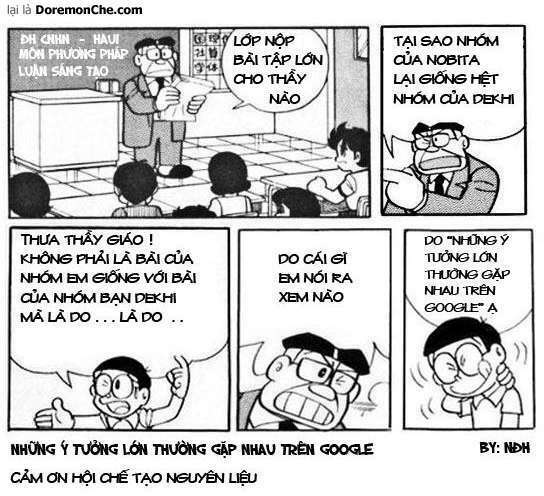 lại là DoremonChe.com
ĐH CNHN - HAUI
MÔN PHƯƠNG PHÁP
LUẬN SÁNG TẠO
LỚP NỘP
BÀI TẬP LỚN
CHO THẦY
NÀO
TẠI SAO NHÓM
CỦA NOBITA
LẠI GIỐNG HỆT
NHÓM CỦA DEKHI
THƯA THẦY GIÁO !
KHÔNG PHẢI LÀ BÀI CỦA
NHÓM EM GIỐNG VỚI BÀI
CỦA NHÓM BẠN DEKHI
MÀ LÀ DO . . . LÀ DO . .
DO CÁI GÌ
EM NÓI RA
XEM NÀO
DO "NHỮNG Ý
TƯỞNG LỚN
THƯỜNG GẶP
NHAU TRÊN
GOOGLE" Ạ
NHỮNG Ý TƯỞNG LỚN THƯỜNG GẶP NHAU TRÊN GOOGLE
BY: NĐH
CẢM ƠN HỘI CHẾ TẠO NGUYÊN LIỆU